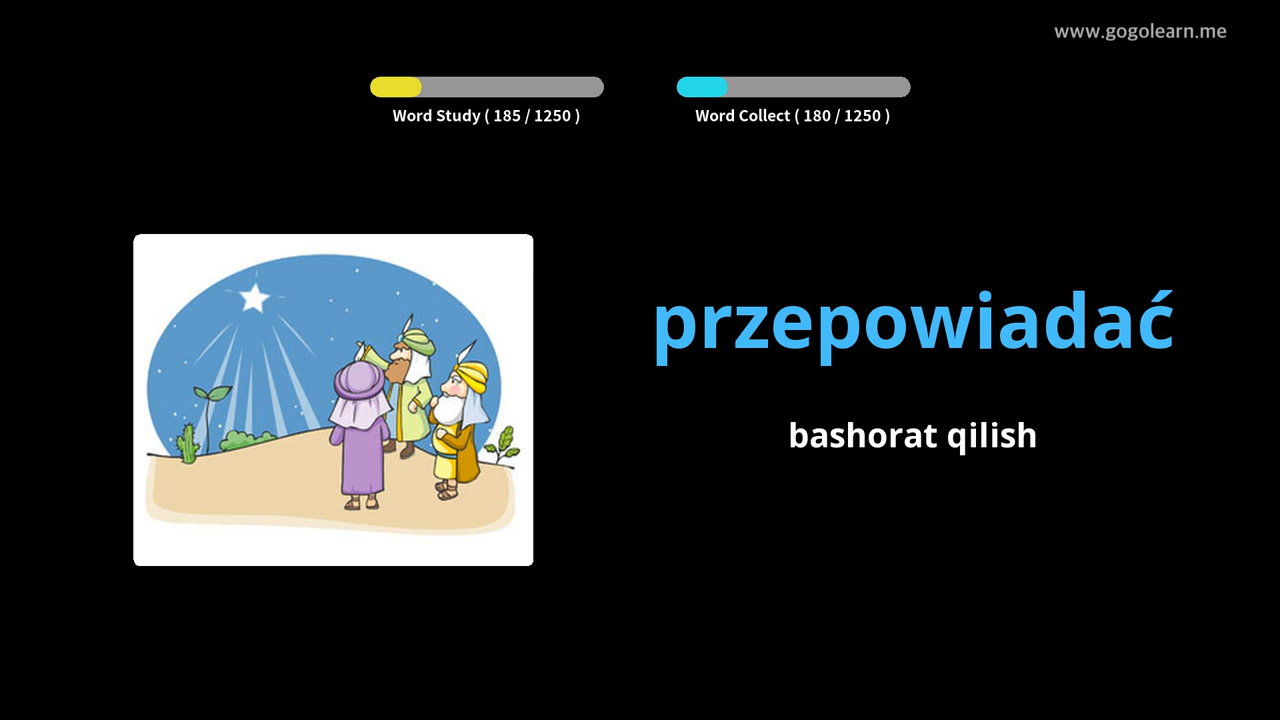 www.gogolearn.me
Word Study ( 185 / 1250 )
Word Collect ( 180 / 1250 )
przepowiadać
bashorat qilish